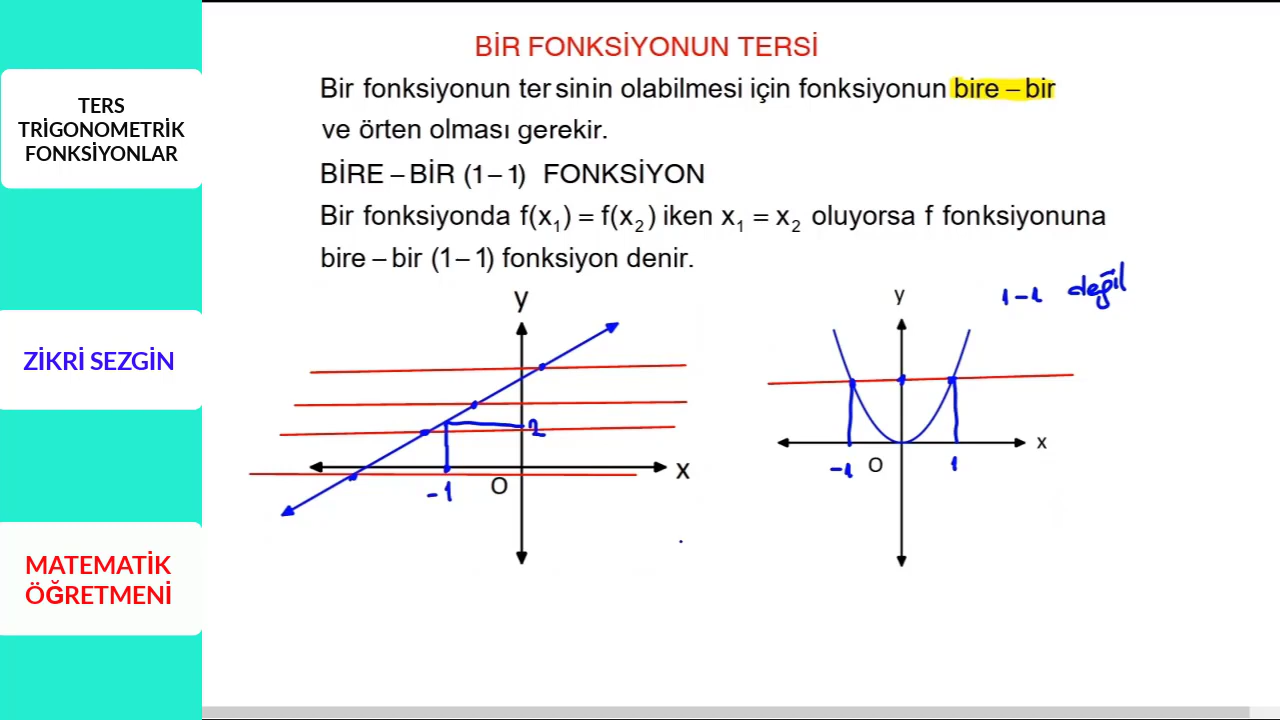 TERS
TRİGONOMETRİK
FONKSİYONLAR
ZİKRİ SEZGİN
MATEMATİK
ÖĞRETMENİ
BİR FONKSİYONUN TERSİ
Bir fonksiyonun tersinin olabilmesi için fonksiyonun bire – bir
ve örten olması gerekir.
BİRE – BİR (1 – 1) FONKSİYON
Bir fonksiyonda f(x₁) = f(x₂) iken x₁ = x₂ oluyorsa f fonksiyonuna
bire – bir (1 – 1) fonksiyon denir.
y
2
x
-1
O
y
1-1 değil
x
-1
O
1